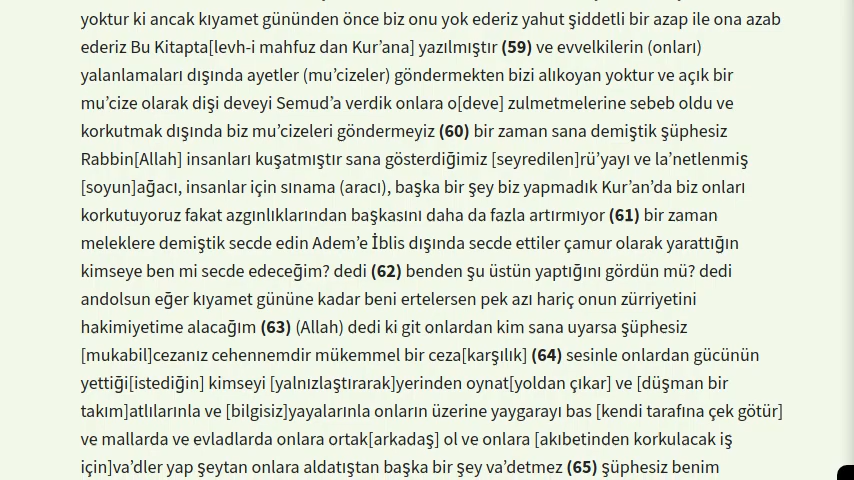 yoktur ki ancak kıyamet gününden önce biz onu yok ederiz yahut şiddetli bir azap ile ona azab
ederiz Bu Kitapta[levh-i mahfuz dan Kur’ana] yazılmıştır (59) ve evvelkilerin (onları)
yalanlamaları dışında ayetler (mu’cizeler) göndermekten bizi alıkoyan yoktur ve açık bir
mu’cize olarak dişi deveyi Semud’a verdik onlara o[deve] zulmetmelerine sebeb oldu ve
korkutmak dışında biz mu’cizeleri göndermeyiz (60) bir zaman sana demiştik şüphesiz
Rabbin[Allah] insanları kuşatmıştır sana gösterdiğimiz [seyredilen]rü’yayı ve la’netlenmiş
[soyun]ağacı, insanlar için sınama (aracı), başka bir şey biz yapmadık Kur’an’da biz onları
korkutuyoruz fakat azgınlıklarından başkasını daha da fazla artırmıyor (61) bir zaman
meleklere demiştik secde edin Adem’e İblis dışında secde ettiler çamur olarak yarattığın
kimseye ben mi secde edeceğim? dedi (62) benden şu üstün yaptığını gördün mü? dedi
andolsun eğer kıyamet gününe kadar beni ertelersen pek azı hariç onun zürriyetini
hakimiyetime alacağım (63) (Allah) dedi ki git onlardan kim sana uyarsa şüphesiz
[mukabil]cezanız cehennemdir mükemmel bir ceza[karşılık] (64) sesinle onlardan gücünün
yettiği[istediğin] kimseyi [yalnızlaştırarak]yerinden oynat[yoldan çıkar] ve [düşman bir
takım]atlılarınla ve [bilgisiz]yayalarınla onların üzerine yaygarayı bas [kendi tarafına çek götür]
ve mallarda ve evladlarda onlara ortak[arkadaş] ol ve onlara [akıbetinden korkulacak iş
için]va’dler yap şeytan onlara aldatıştan başka bir şey va’detmez (65) şüphesiz benim